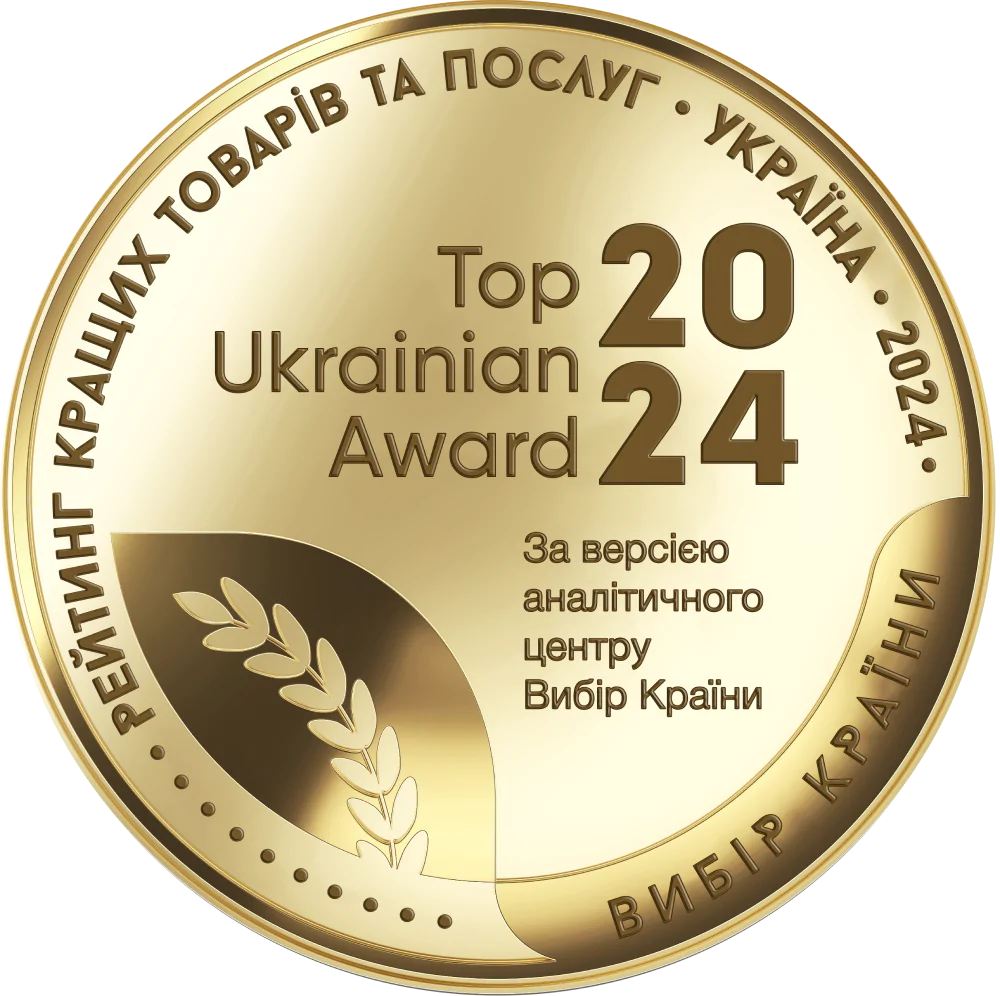 РЕЙТИНГ КРАЩИХ ТОВАРІВ ТА ПОСЛУГ • УКРАЇНА • 2024 •
Top
Ukrainian
Award
20
24
За версією
аналітичного
центру
Вибір Країни
ВИБІР КРАЇНИ